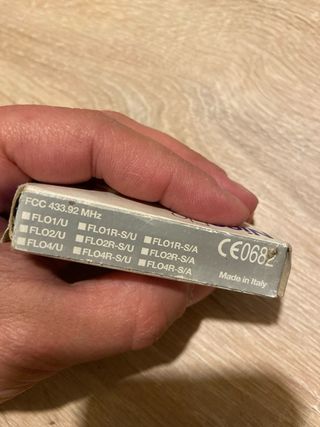 FCC 433.92 MHz
FLO1/U FLO1R-S/U FLO1R-S/A
FLO2/U FLO2R-S/U FLO2R-S/A
FLO4/U FLO4R-S/U FLO4R-S/A
CE0682
Made in Italy